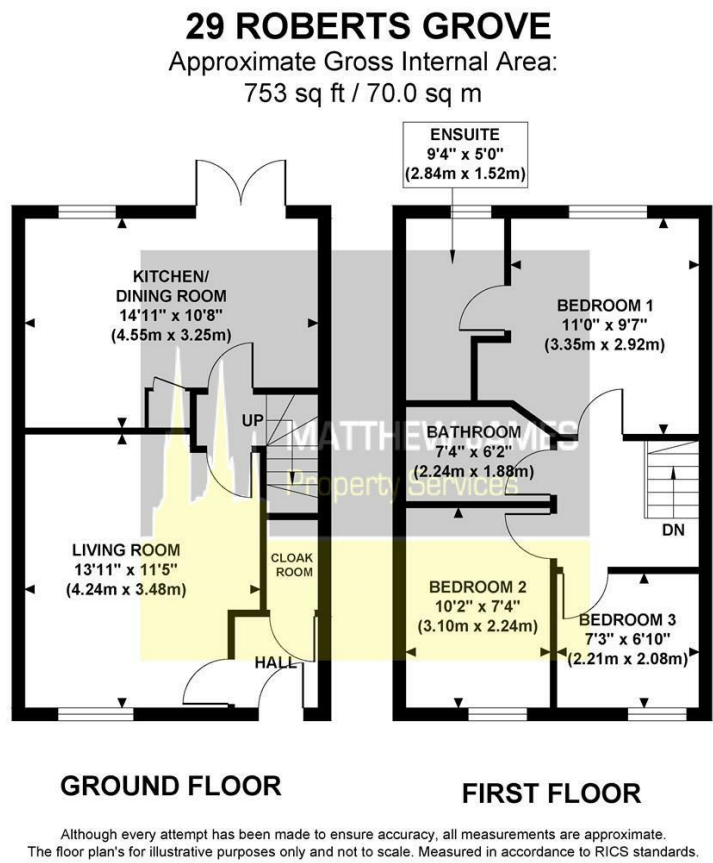 29 ROBERTS GROVE
Approximate Gross Internal Area:
753 sq ft / 70.0 sq m
ENSUITE
9'4" x 5'0"
(2.84m x 1.52m)
KITCHEN/
DINING ROOM
14'11" x 10'8"
(4.55m x 3.25m)
BEDROOM 1
11'0" x 9'7"
(3.35m x 2.92m)
UP
BATHROOM
7'4" x 6'2"
(2.24m x 1.88m)
MATTHEW JAMES
Property Services
DN
LIVING ROOM
13'11" x 11'5"
(4.24m x 3.48m)
CLOAK
ROOM
HALL
BEDROOM 2
10'2" x 7'4"
(3.10m x 2.24m)
BEDROOM 3
7'3" x 6'10"
(2.21m x 2.08m)
GROUND FLOOR
FIRST FLOOR
Although every attempt has been made to ensure accuracy, all measurements are approximate.
The floor plan's for illustrative purposes only and not to scale. Measured in accordance to RICS standards.